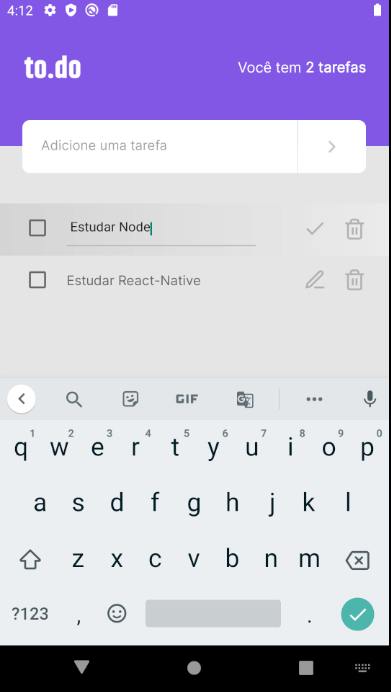 4:12
to.do
Você tem 2 tarefas
Adicione uma tarefa
Estudar Node
Estudar React-Native
GIF
1 2 3 4 5 6 7 8 9 0
q w e r t y u i o p
a s d f g h j k l
z x c v b n m
?123 , .